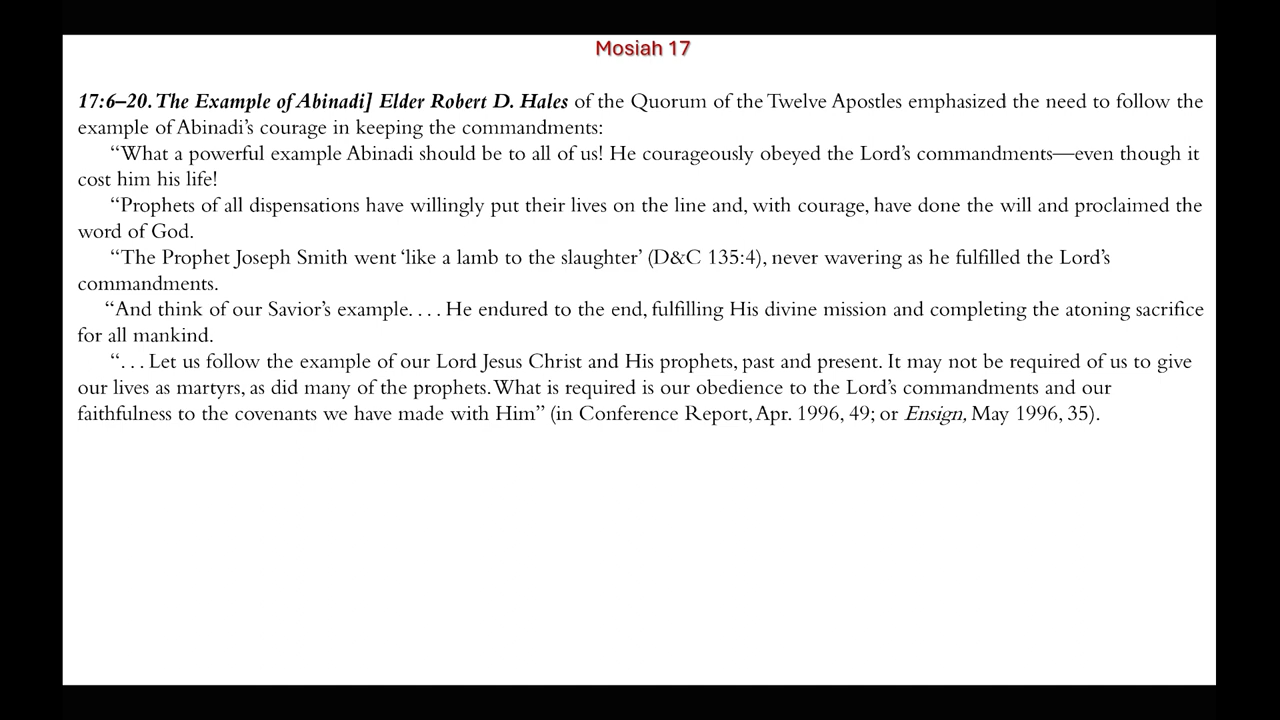 Mosiah 17
17:6–20. The Example of Abinadi] Elder Robert D. Hales of the Quorum of the Twelve Apostles emphasized the need to follow the
example of Abinadi’s courage in keeping the commandments:
“What a powerful example Abinadi should be to all of us! He courageously obeyed the Lord’s commandments—even though it
cost him his life!
“Prophets of all dispensations have willingly put their lives on the line and, with courage, have done the will and proclaimed the
word of God.
“The Prophet Joseph Smith went ‘like a lamb to the slaughter’ (D&C 135:4), never wavering as he fulfilled the Lord’s
commandments.
“And think of our Savior’s example. . . . He endured to the end, fulfilling His divine mission and completing the atoning sacrifice
for all mankind.
“. . . Let us follow the example of our Lord Jesus Christ and His prophets, past and present. It may not be required of us to give
our lives as martyrs, as did many of the prophets. What is required is our obedience to the Lord’s commandments and our
faithfulness to the covenants we have made with Him” (in Conference Report, Apr. 1996, 49; or Ensign, May 1996, 35).